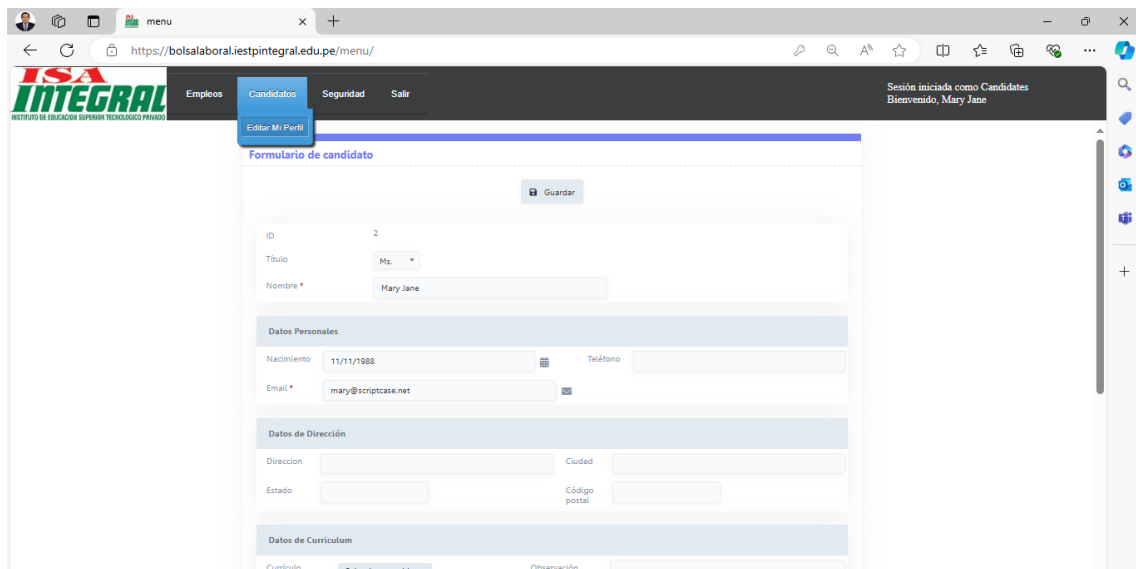 menu
https://bolsalaboral.iestpintegral.edu.pe/menu/
ISA
INTEGRAL
INSTITUTO DE EDUCACION SUPERIOR TECNOLOGICO PRIVADO
Empleos Candidatos Seguridad Salir
Sesión iniciada como Candidates
Bienvenido, Mary Jane
Editar Mi Perfil
Formulario de candidato
Guardar
ID 2
Título Ms.
Nombre * Mary Jane
Datos Personales
Nacimiento 11/11/1988 Teléfono
Email * mary@scriptcase.net
Datos de Dirección
Direccion Ciudad
Estado Código
postal
Datos de Curriculum
Currículo Observación